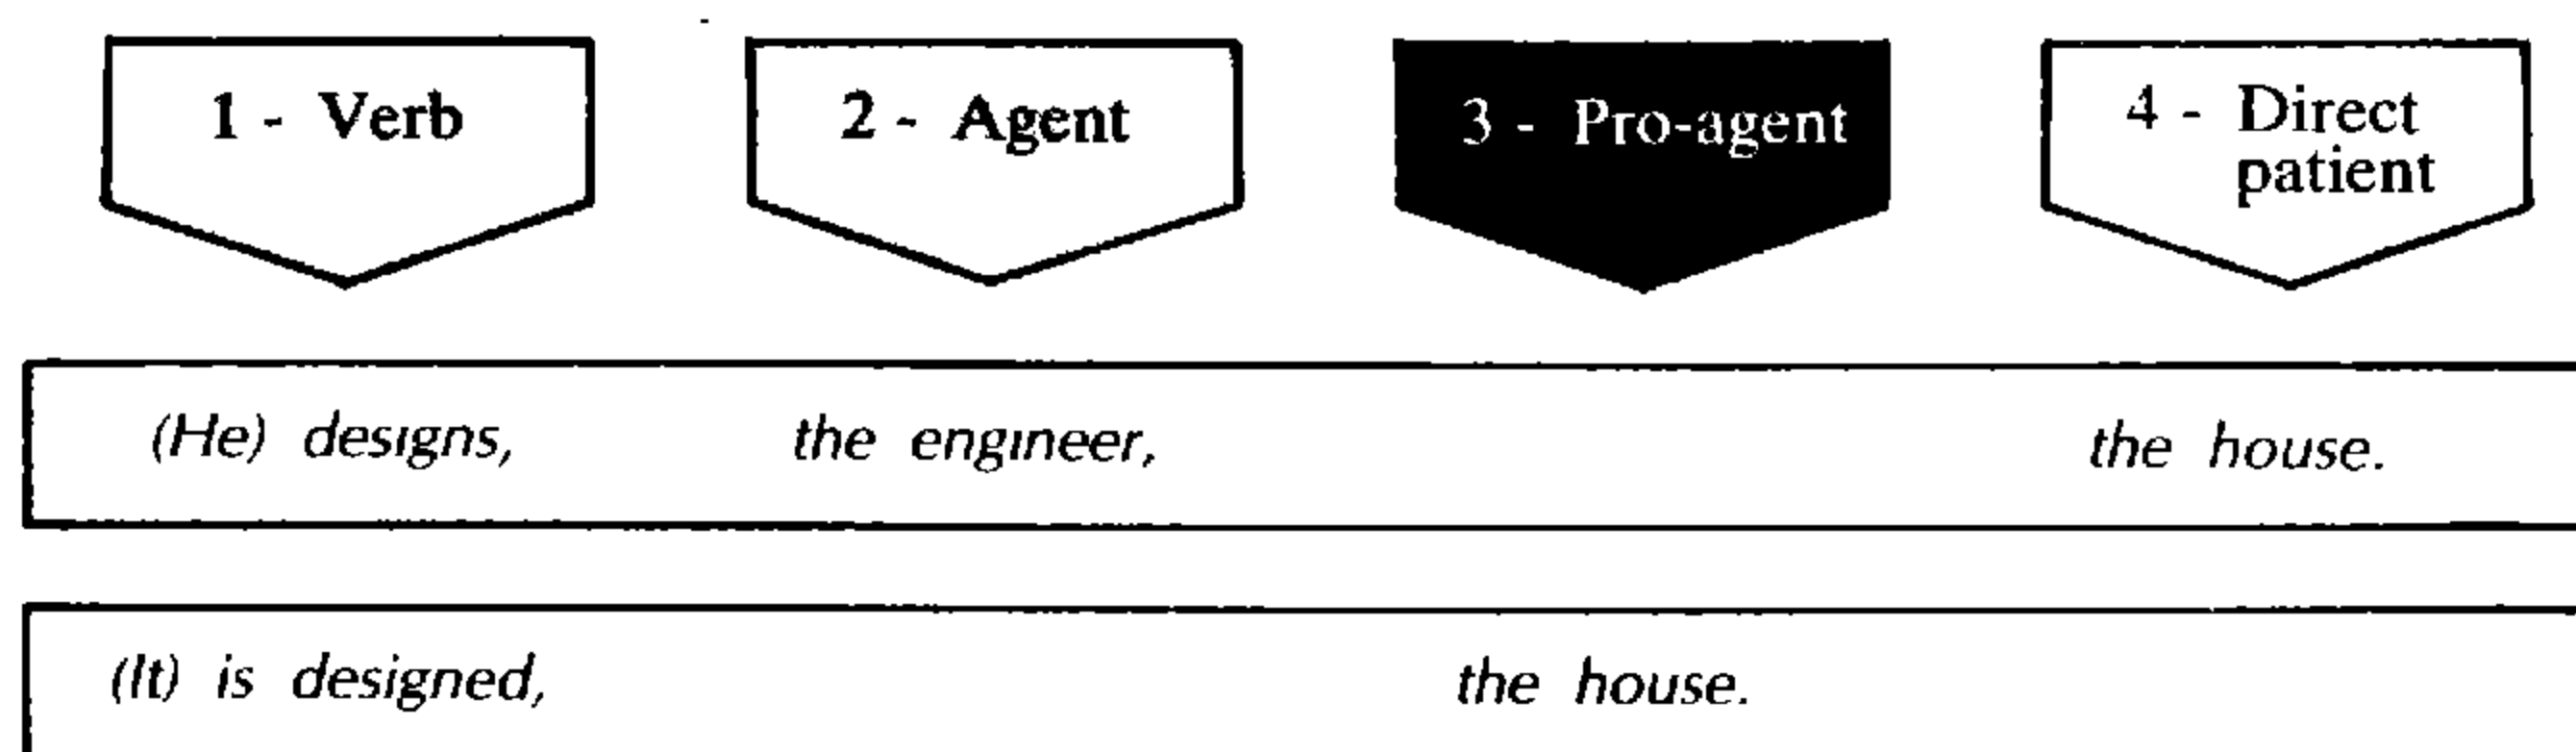 1 - Verb
2 - Agent
3 - Pro-agent
4 - Direct
patient
(He) designs, the engineer, the house.
(It) is designed, the house.